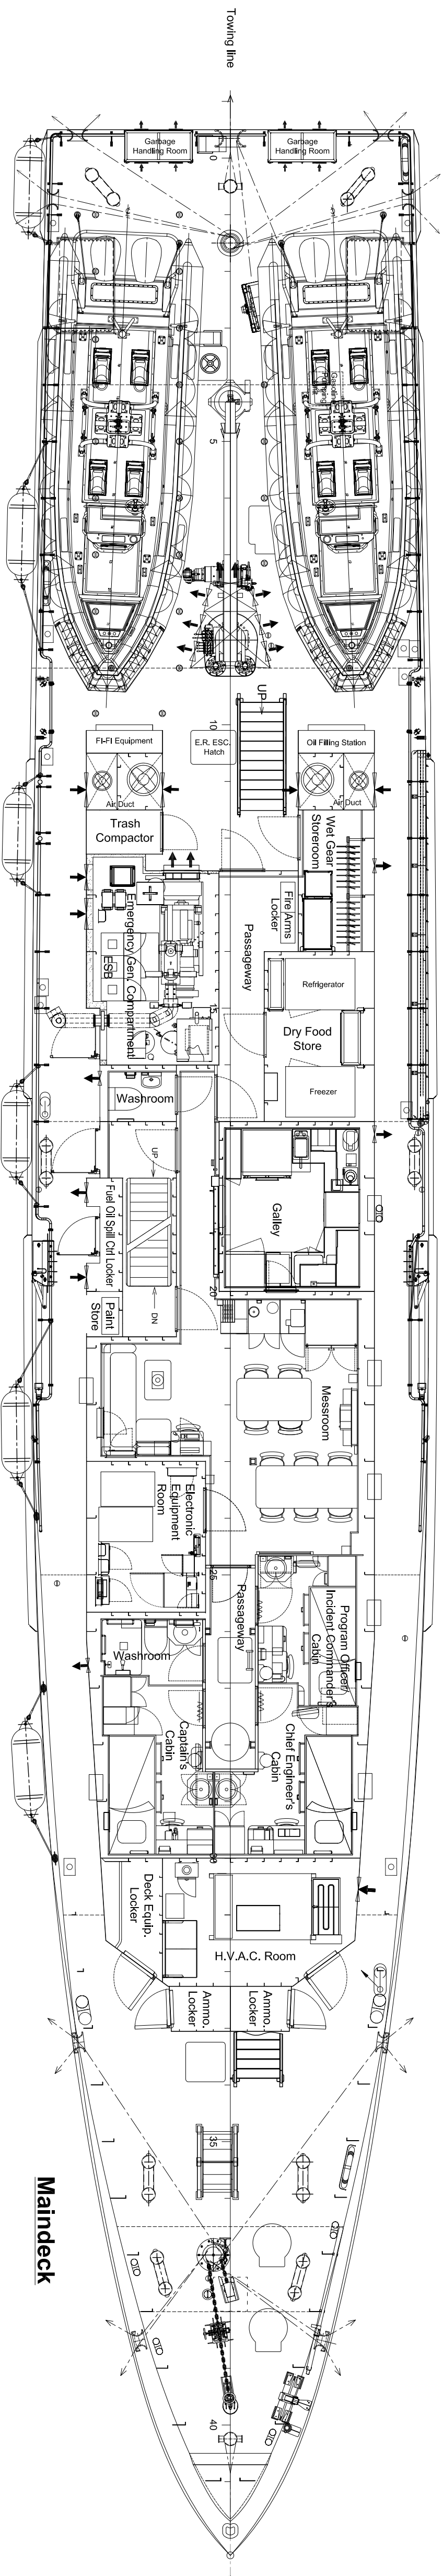 Towing line
Garbage
Handling Room
Garbage
Handling Room
0
5
UP
10
FI-FI Equipment
E.R. ESC.
Hatch
Oil Filling Station
Air Duct
Air Duct
Trash
Compactor
Wet Gear
Storeroom
Fire Arms
Locker
Passageway
Emergency Gen. Compartment/
ESB
Refrigerator
15
Dry Food
Store
Freezer
Washroom
UP
Galley
Fuel Oil Spill Ctrl Locker
DN
20
Paint
Store
Messroom
Electronic
Equipment
Room
25
Passageway
Program Officer/
Incident Commander's
Cabin
Washroom
Captain's
Cabin
Chief Engineer's
Cabin
30
Deck Equip.
Locker
H.V.A.C. Room
Ammo.
Locker
Ammo.
Locker
35
Maindeck
40